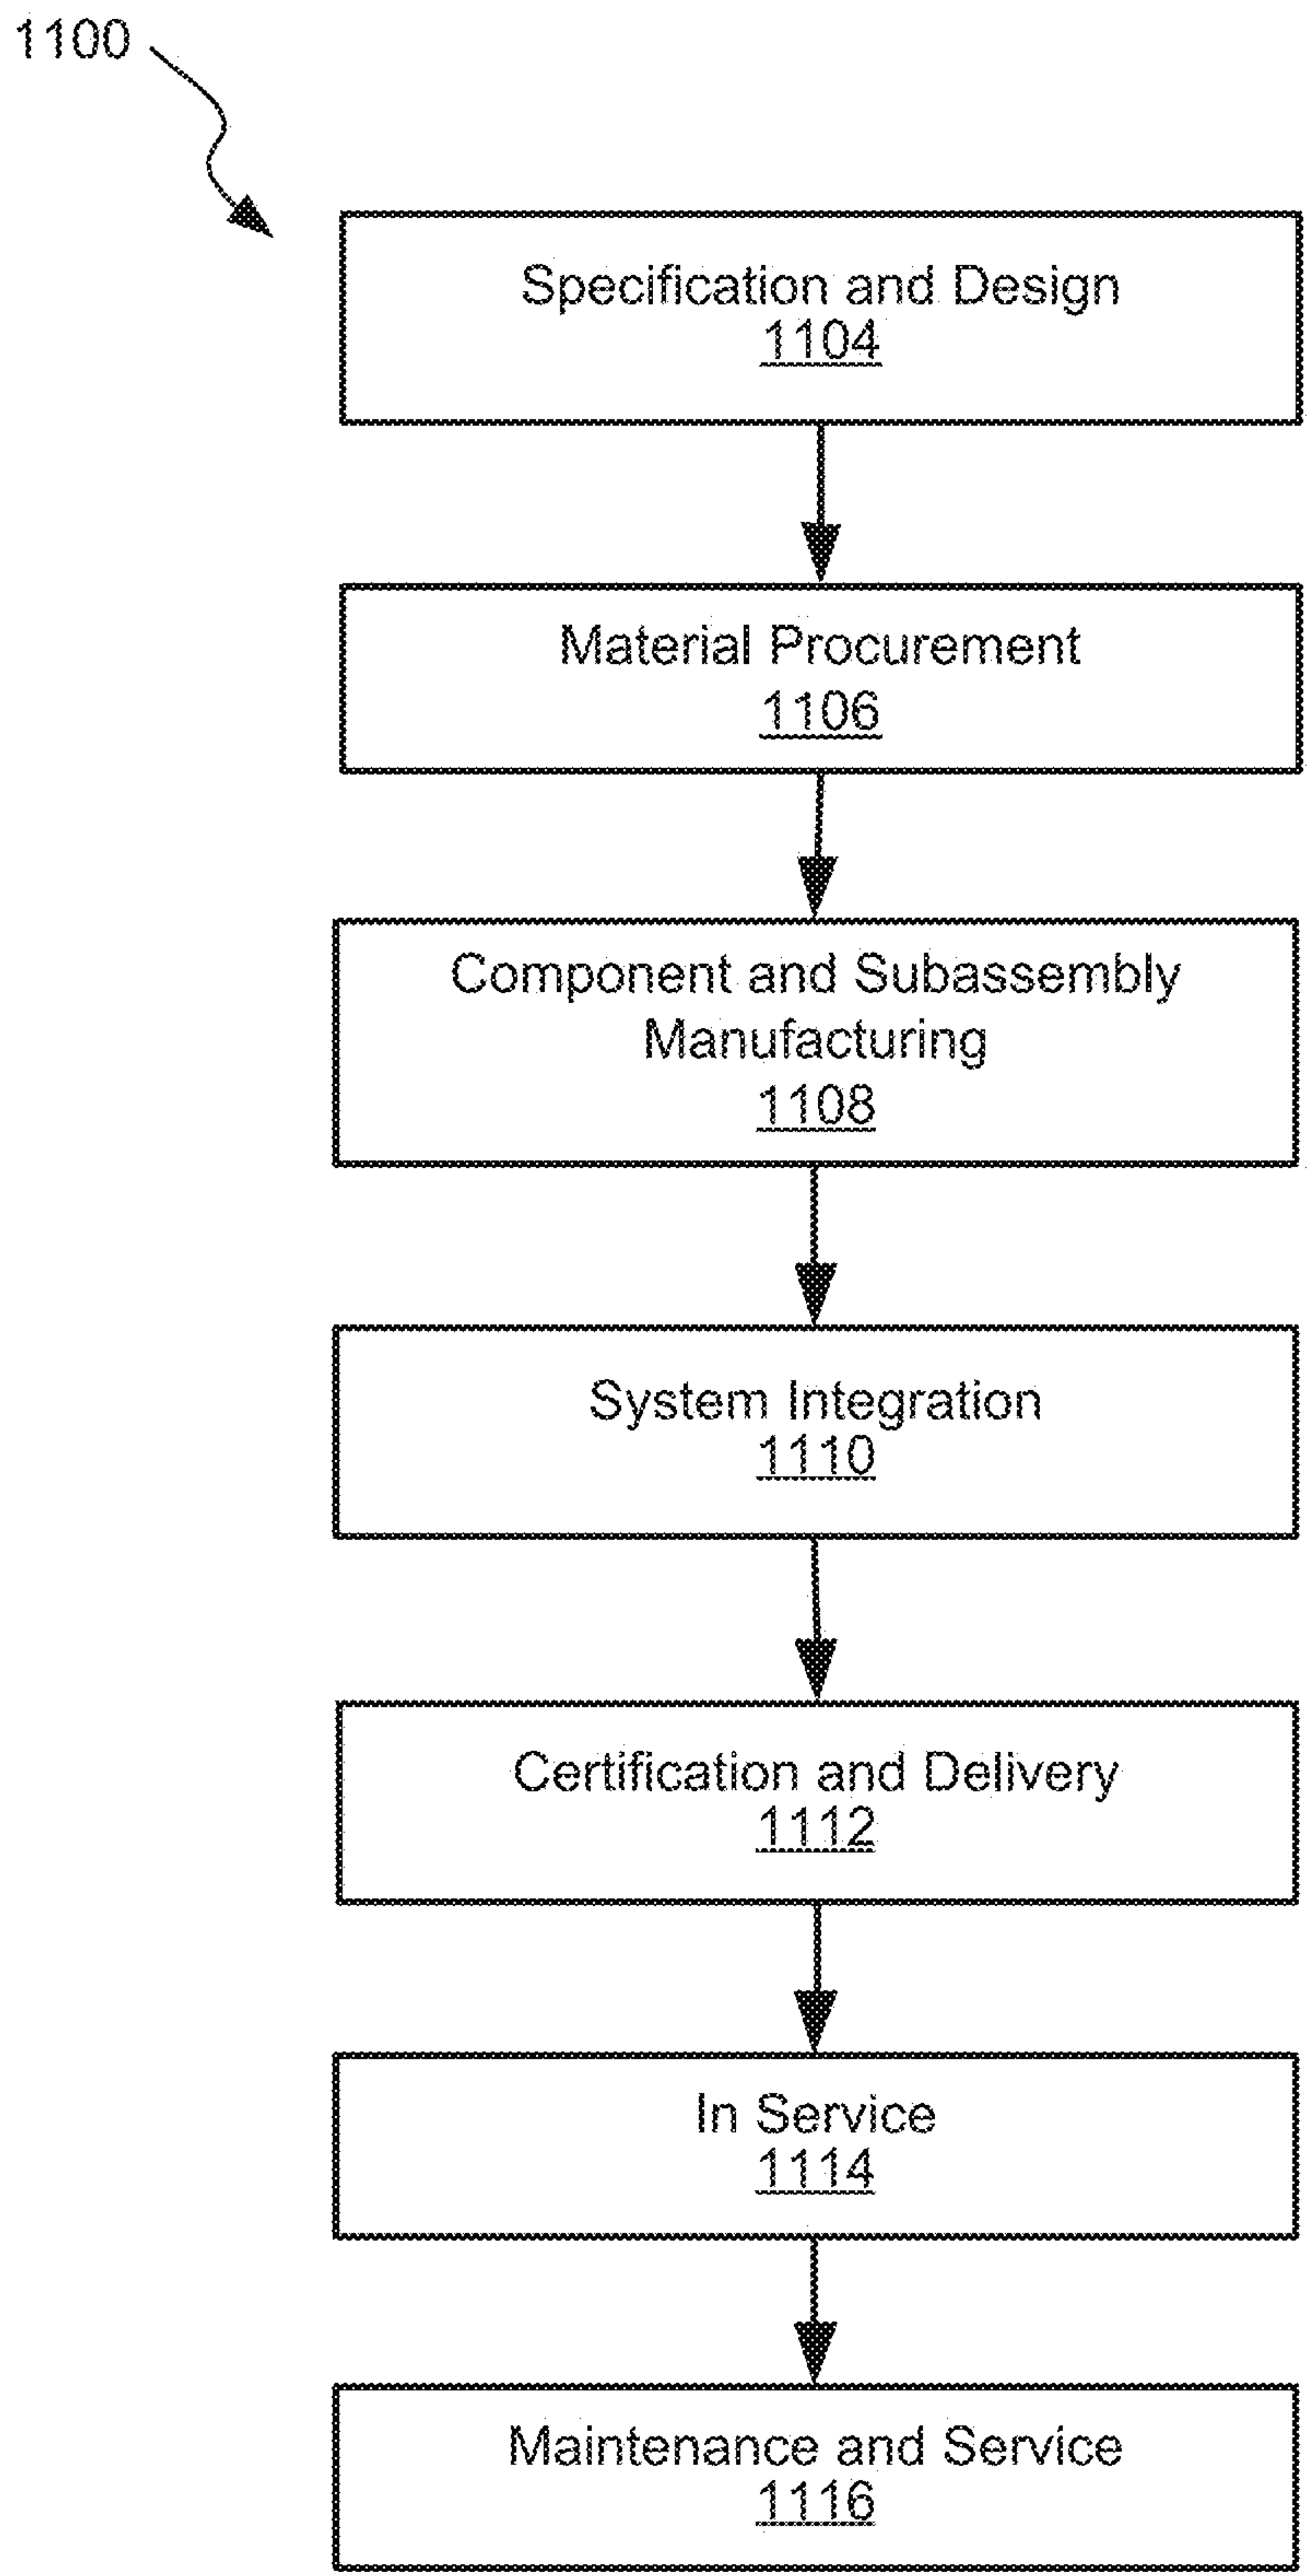 1100
Specification and Design
1104
Material Procurement
1106
Component and Subassembly
Manufacturing
1108
System Integration
1110
Certification and Delivery
1112
In Service
1114
Maintenance and Service
1116